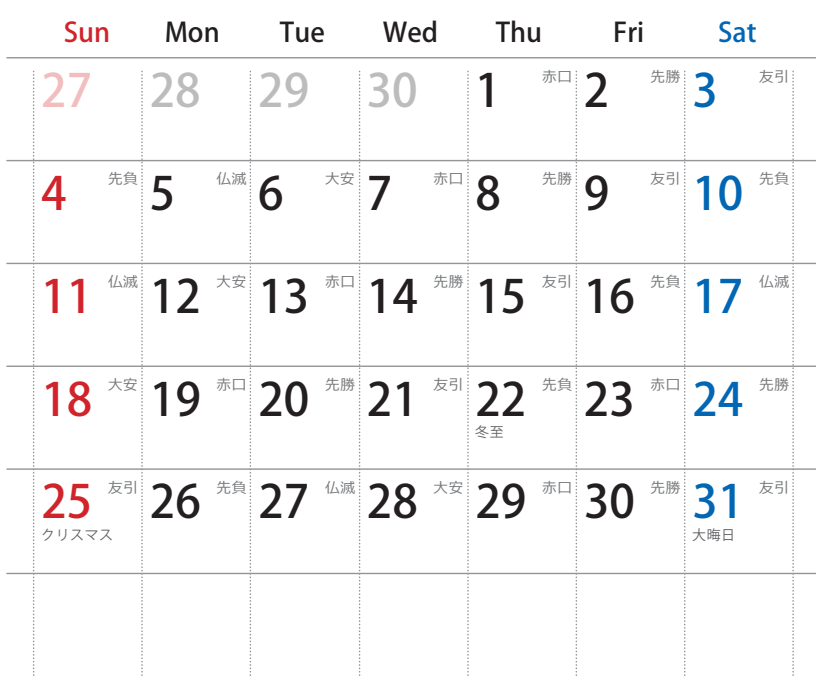 Sun Mon Tue Wed Thu Fri Sat
27 28 29 30 1 赤口 2 先勝 3 友引
4 先負 5 仏滅 6 大安 7 赤口 8 先勝 9 友引 10 先負
11 仏滅 12 大安 13 赤口 14 先勝 15 友引 16 先負 17 仏滅
18 大安 19 赤口 20 先勝 21 友引 22 先負 23 赤口 24 先勝
冬至
25 友引 26 先負 27 仏滅 28 大安 29 赤口 30 先勝 31 友引
クリスマス 大晦日